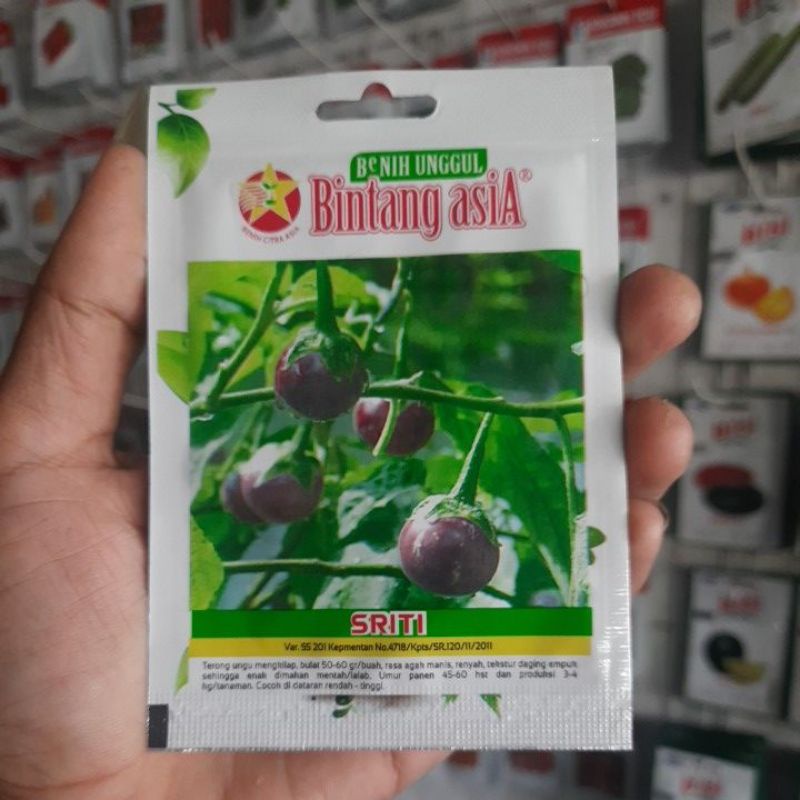 BeNIH UNGGUL
Bintang asiA®
BENIH CITRA ASIA
SRITI
Var. SS 201 Kepmentan No.4718/Kpts/SR.120/11/2011
Terong ungu mengkilap, bulat 50-60 gr/buah, rasa agak manis, renyah, tekstur daging empuk
sehingga enak dimakan mentah/lalab. Umur panen 45-60 hst dan produksi 3-4
kg/tanaman. Cocok di dataran rendah - tinggi.